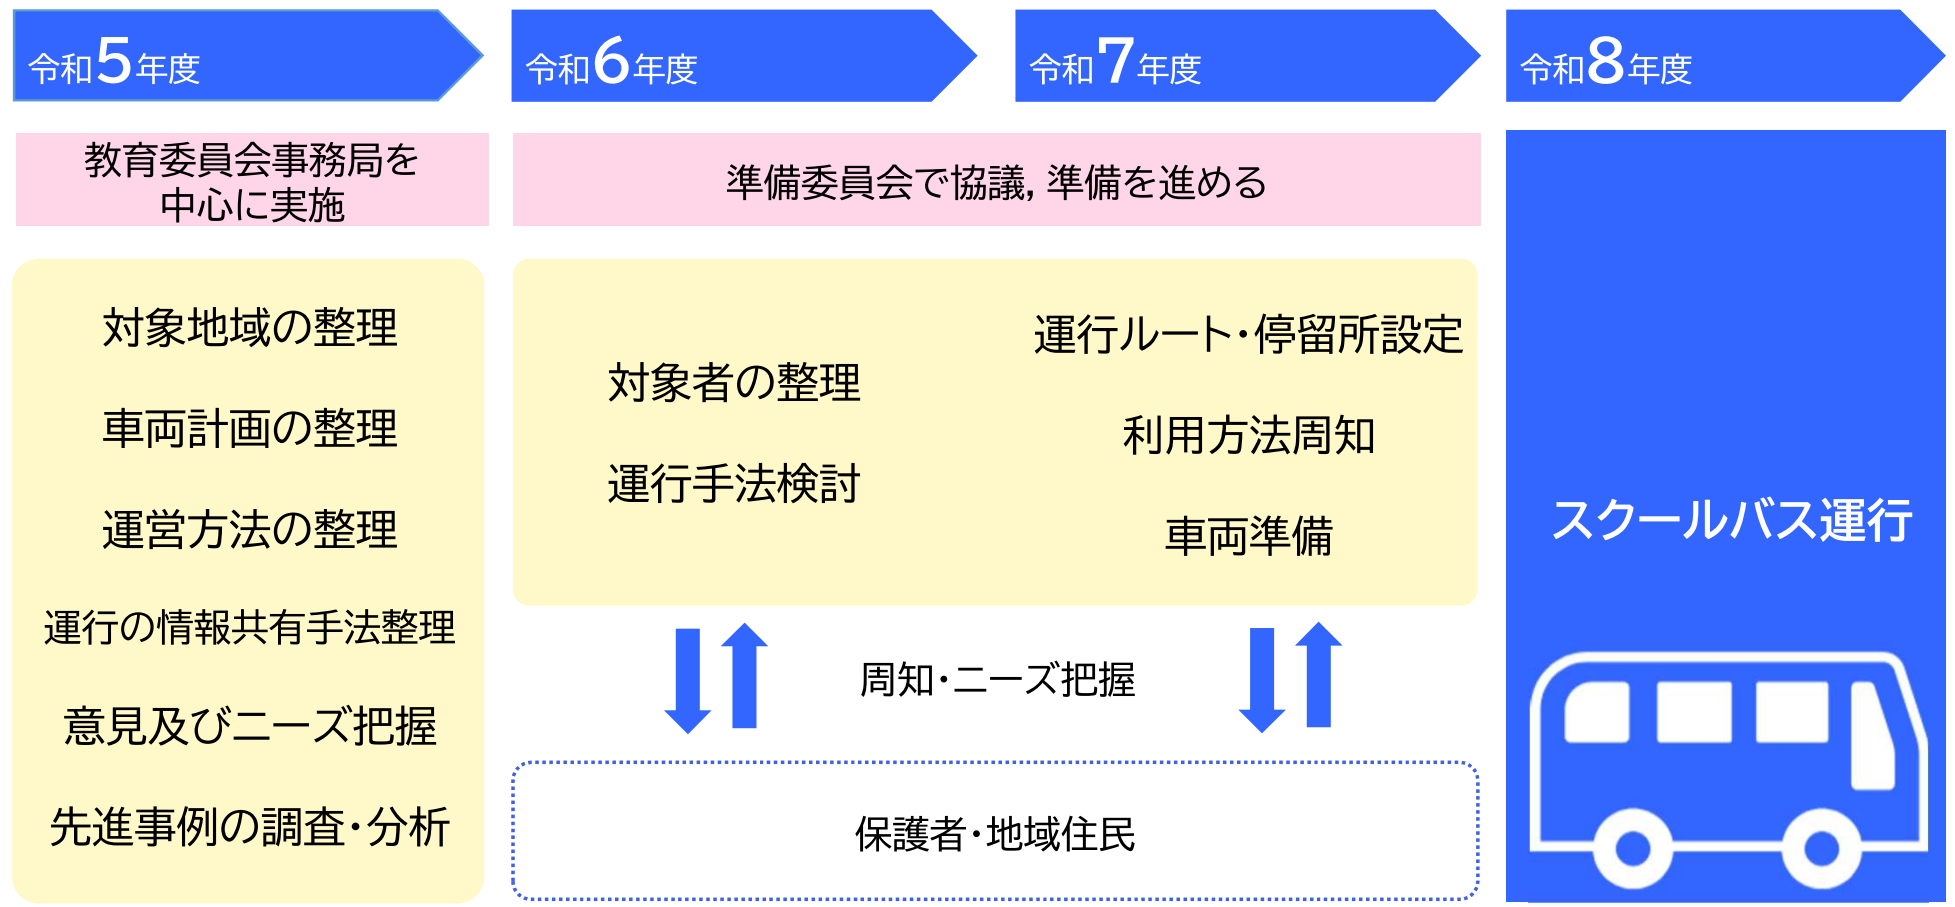 令和5年度
令和6年度
令和7年度
令和8年度
教育委員会事務局を
中心に実施
準備委員会で協議，準備を進める
対象地域の整理
車両計画の整理
運営方法の整理
運行の情報共有手法整理
意見及びニーズ把握
先進事例の調査・分析
対象者の整理
運行手法検討
運行ルート・停留所設定
利用方法周知
車両準備
周知・ニーズ把握
保護者・地域住民
スクールバス運行